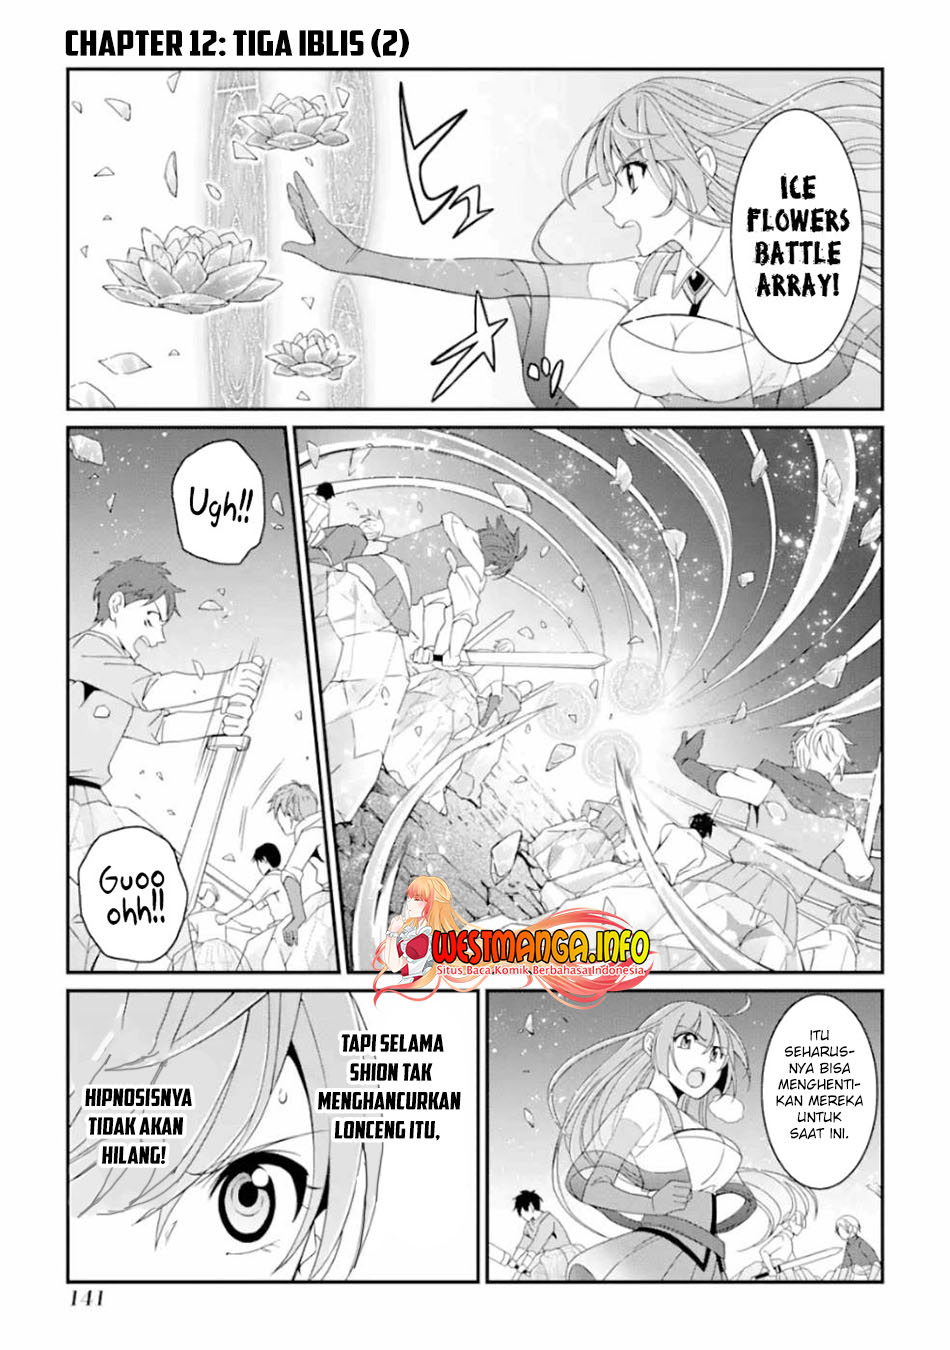 CHAPTER 12: TIGA IBLIS (2)
ICE
FLOWERS
BATTLE
ARRAY!
Ugh!!
Guoo
ohh!!
WESTMANGA.INFO
Situs Baca Komik Berbahasa Indonesia
ITU
SEHARUS-
NYA BISA
MENGHENTI-
KAN MEREKA
UNTUK
SAAT INI.
TAPI SELAMA
SHION TAK
MENGHANCURKAN
LONCENG ITU,
HIPNOSISNYA
TIDAK AKAN
HILANG!
141